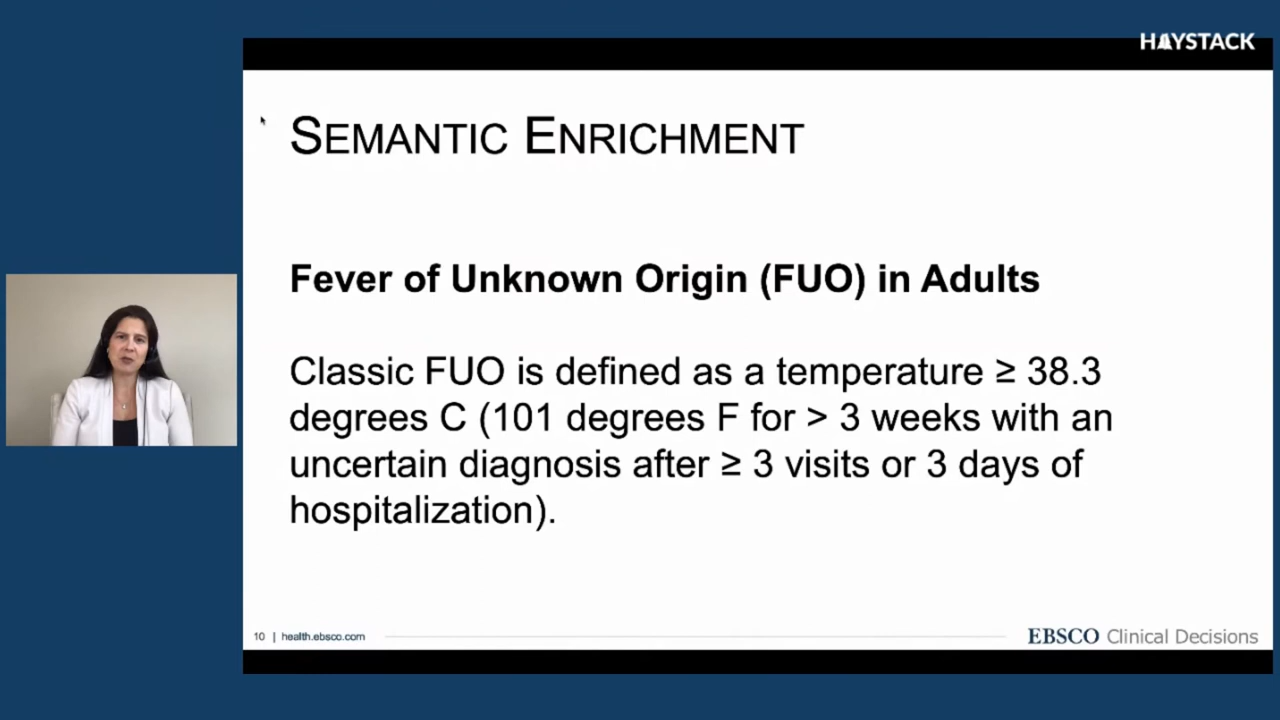 HAYSTACK
SEMANTIC ENRICHMENT
Fever of Unknown Origin (FUO) in Adults
Classic FUO is defined as a temperature ≥ 38.3
degrees C (101 degrees F for > 3 weeks with an
uncertain diagnosis after ≥ 3 visits or 3 days of
hospitalization).
10 | health.ebsco.com
EBSCO Clinical Decisions